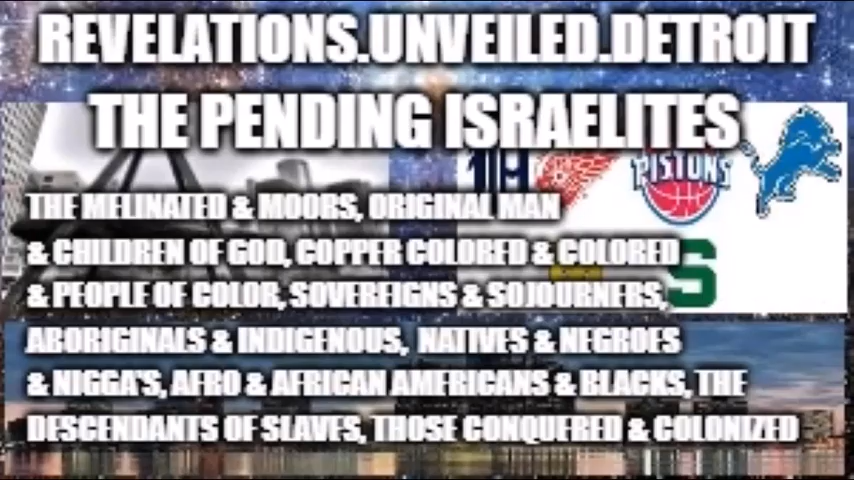 REVELATIONS.UNVEILED.DETROIT
THE PENDING ISRAELITES
PISTONS
THE MELINATED & MOORS, ORIGINAL MAN
& CHILDREN OF GOD, COPPER COLORED & COLORED
& PEOPLE OF COLOR, SOVEREIGNS & SOJOURNERS,
S
ABORIGINALS & INDIGENOUS, NATIVES & NEGROES
& NIGGA'S, AFRO & AFRICAN AMERICANS & BLACKS, THE
DESCENDANTS OF SLAVES, THOSE CONQUERED & COLONIZED